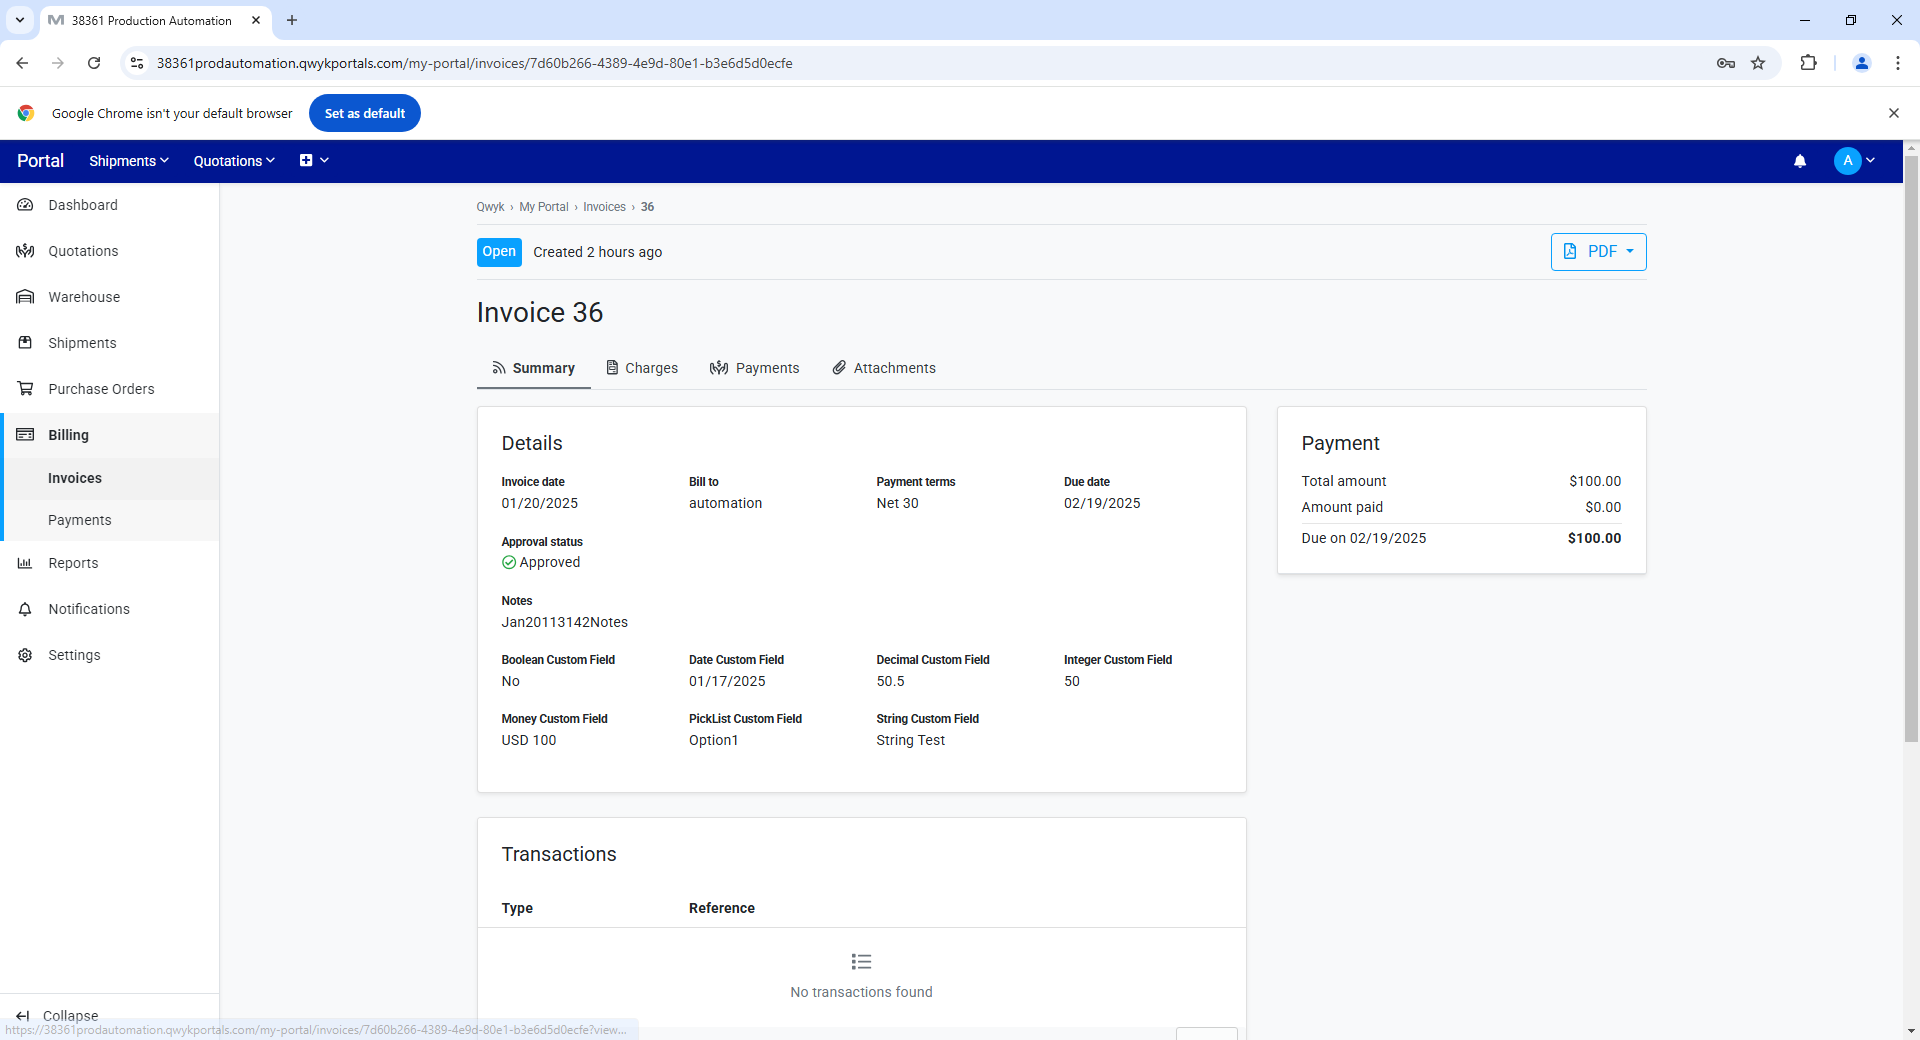 38361 Production Automation
38361prodautomation.qwykportals.com/my-portal/invoices/7d60b266-4389-4e9d-80e1-b3e6d5d0ecfe
Google Chrome isn't your default browser
Set as default
Portal
Shipments
Quotations
A
Dashboard
Quotations
Warehouse
Shipments
Purchase Orders
Billing
Invoices
Payments
Reports
Notifications
Settings
Collapse
Qwyk › My Portal › Invoices › 36
Open
Created 2 hours ago
PDF
Invoice 36
Summary
Charges
Payments
Attachments
Details
Invoice date
Bill to
Payment terms
Due date
01/20/2025
automation
Net 30
02/19/2025
Approval status
Approved
Notes
Jan20113142Notes
Boolean Custom Field
Date Custom Field
Decimal Custom Field
Integer Custom Field
No
01/17/2025
50.5
50
Money Custom Field
PickList Custom Field
String Custom Field
USD 100
Option1
String Test
Payment
Total amount $100.00
Amount paid $0.00
Due on 02/19/2025 $100.00
Transactions
Type Reference
No transactions found
https://38361prodautomation.qwykportals.com/my-portal/invoices/7d60b266-4389-4e9d-80e1-b3e6d5d0ecfe?view...